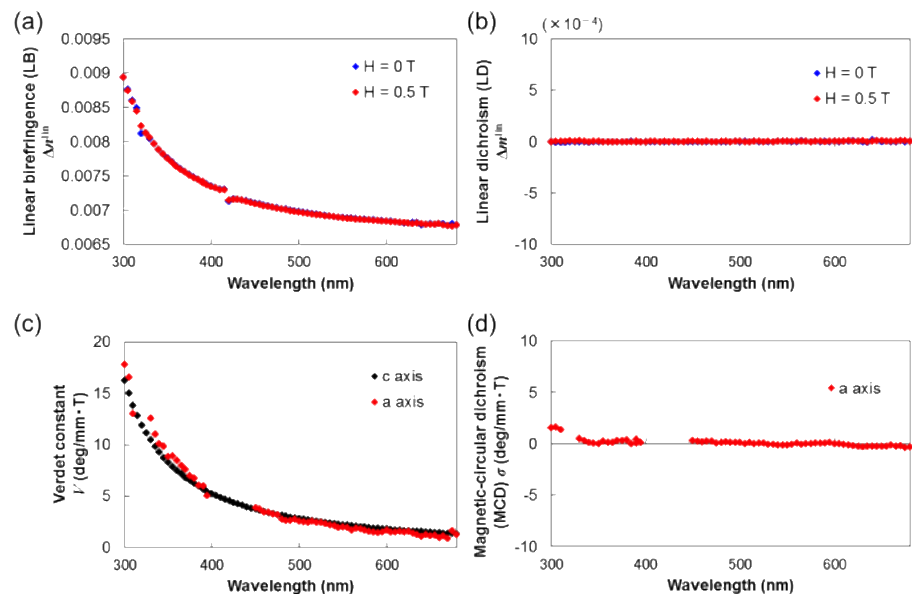 (a)
0.0095
0.009
0.0085
0.008
0.0075
0.007
0.0065
300 400 500 600
Wavelength (nm)
Linear birefringence (LB)
Δn^lin
H = 0 T
H = 0.5 T
(b)
(× 10⁻⁴)
10
5
0
-5
-10
300 400 500 600
Wavelength (nm)
Linear dichroism (LD)
Δm^lin
H = 0 T
H = 0.5 T
(c)
20
15
10
5
0
300 400 500 600
Wavelength (nm)
Verdet constant
V (deg/mm·T)
c axis
a axis
(d)
10
5
0
-5
-10
300 400 500 600
Wavelength (nm)
Magnetic-circular dichroism
(MCD) σ (deg/mm·T)
a axis